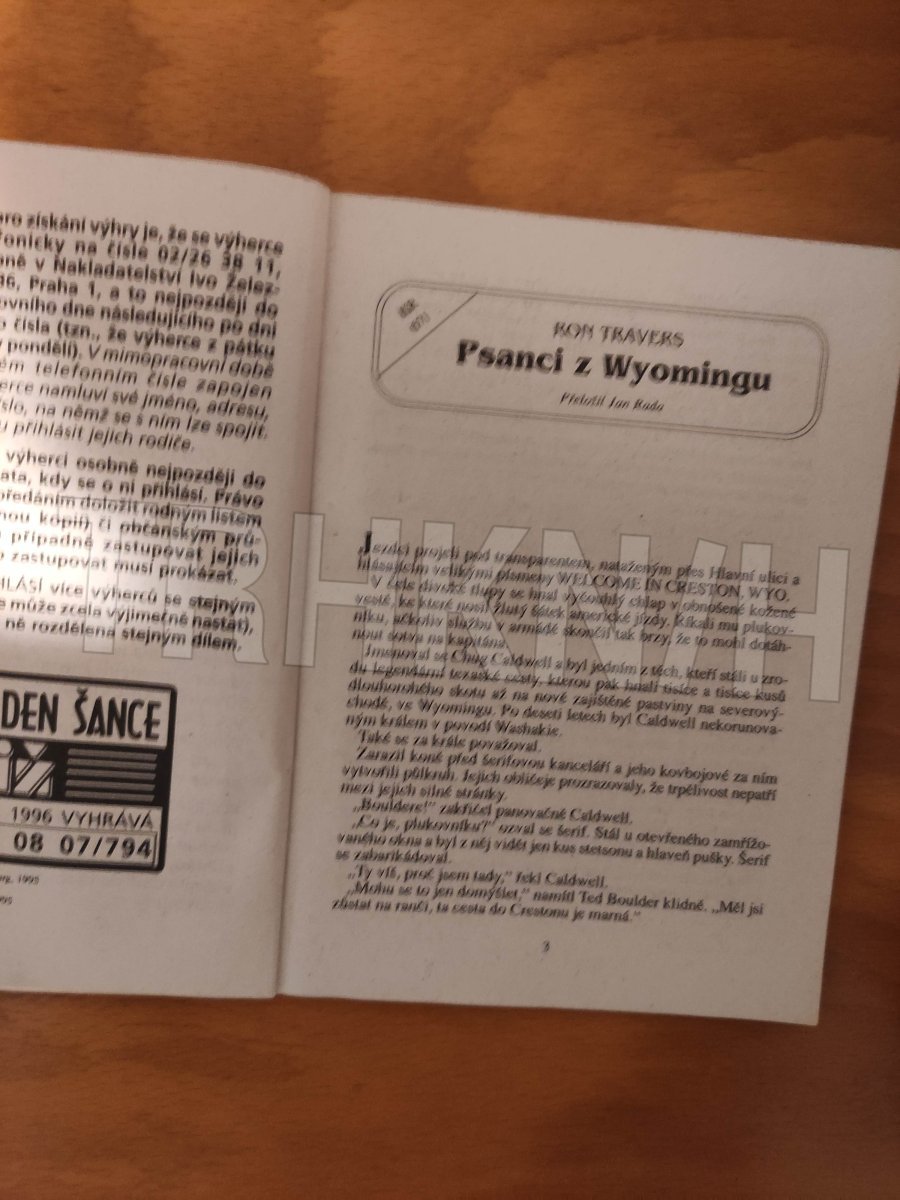 pro získání výhry je, že se výherce
fonicky na čísle 02/26 38 11,
bně v Nakladatelství Ivo Želez-
16, Praha 1, a to nejpozději do
ovního dne následujícího po dni
o čísla (tzn., že výherce z pátku
v pondělí). V mimopracovní době
ém telefonním čísle zapojen
erce namluví své jméno, adresu,
íslo, na němž se s ním lze spojit.
u přihlásit jejich rodiče.
výherci osobně nejpozději do
ata, kdy se o ni přihlásí. Právo
předáním doložit rodným listem
nou kopií) či občanským prů-
případně zastupovat jejich
o zastupovat musí prokázat.
HLÁSÍ více výherců se stejným
e může zcela výjimečně nastat),
ně rozdělena stejným dílem.
DEN ŠANCE
1996 VYHRÁVÁ
08 07/794
erg, 1995
995
RON TRAVERS
Psanci z Wyomingu
Přeložil Jan Rada
Jezdci projeli pod transparentem, nataženým přes Hlavní ulici a
hlásajícím velikými písmeny WELCOME IN CRESTON, WYO.
V čele divoké tlupy se hnal vyčouhlý chlap v obnošené kožené
vestě, ke které nosil žlutý šátek americké jízdy. Říkali mu plukov-
níku, ačkoliv službu v armádě skončil tak brzy, že to mohl dotáh-
nout sotva na kapitána.
Jmenoval se Chug Caldwell a byl jedním z těch, kteří stáli u zro-
du legendární texaské cesty, kterou pak hnali tisíce a tisíce kusů
dlouhorohého skotu až na nově zajištěné pastviny na severový-
chodě, ve Wyomingu. Po deseti letech byl Caldwell nekorunova-
ným králem v povodí Washakie.
Také se za krále považoval.
Zarazil koně před šerifovou kanceláří a jeho kovbojové za ním
vytvořili půlkruh. Jejich obličeje prozrazovaly, že trpělivost nepatří
mezi jejich silné stránky.
„Bouldere!“ zakřičel panovačně Caldwell.
„Co je, plukovníku?“ ozval se šerif. Stál u otevřeného zamřížo-
vaného okna a byl z něj vidět jen kus stetsonu a hlaveň pušky. Šerif
se zabarikádoval.
„Ty víš, proč jsem tady,“ řekl Caldwell.
„Mohu se to jen domýšlet,“ namítl Ted Boulder klidně. „Měl jsi
zůstat na ranči, ta cesta do Crestonu je marná.“
3